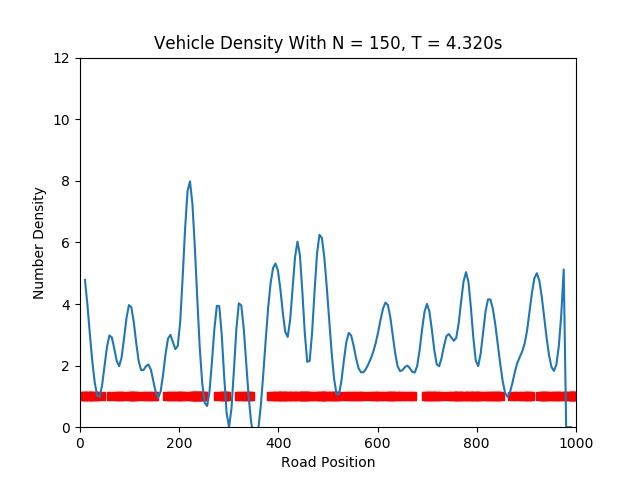 Vehicle Density With N = 150, T = 4.320s
12
10
8
6
4
2
0
Number Density
0 200 400 600 800 1000
Road Position